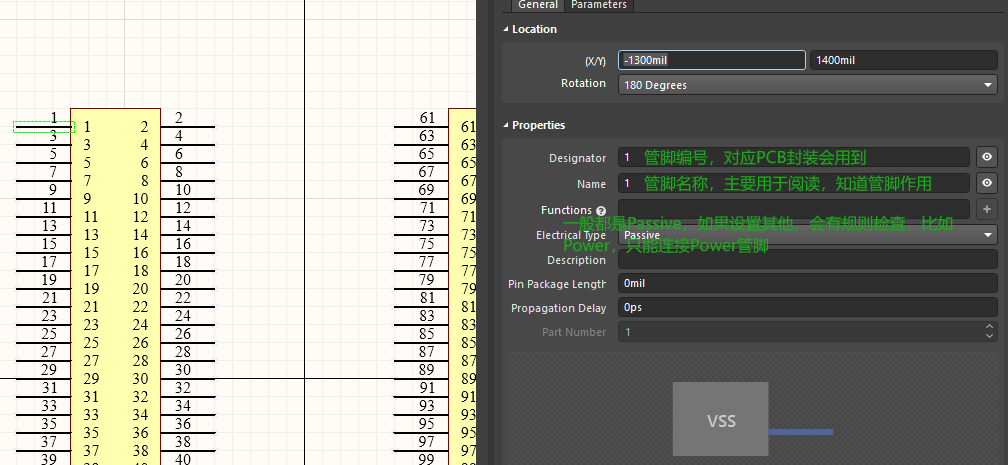 1 2 61
1 2 61
3 4 63
3 4 63
5 6 65
5 6 65
7 8 67
7 8 67
9 10 69
9 10 69
11 12 71
11 12 71
13 14 73
13 14 73
15 16 75
15 16 75
17 18 77
17 18 77
19 20 79
19 20 79
21 22 81
21 22 81
23 24 83
23 24 83
25 26 85
25 26 85
27 28 87
27 28 87
29 30 89
29 30 89
31 32 91
31 32 91
33 34 93
33 34 93
35 36 95
35 36 95
37 38 97
37 38 97
39 40 99
General Parameters
Location
(X/Y) -1300mil 1400mil
Rotation 180 Degrees
Properties
Designator 1 管脚编号，对应PCB封装会用到
Name 1 管脚名称，主要用于阅读，知道管脚作用
Functions ?
一般都是Passive，如果设置其他，会有规则检查，比如
Electrical Type Passive
Power，只能连接Power管脚
Description
Pin Package Length 0mil
Propagation Delay 0ps
Part Number 1
VSS